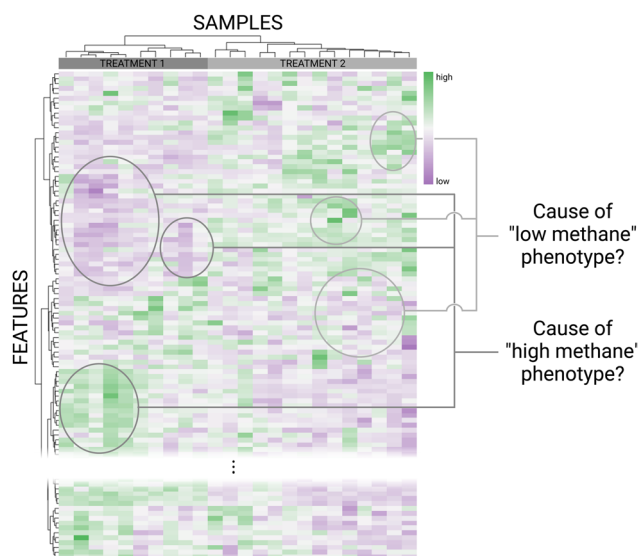 SAMPLES
TREATMENT 1
TREATMENT 2
high
low
FEATURES
Cause of
"low methane"
phenotype?
Cause of
"high methane"
phenotype?
⋮